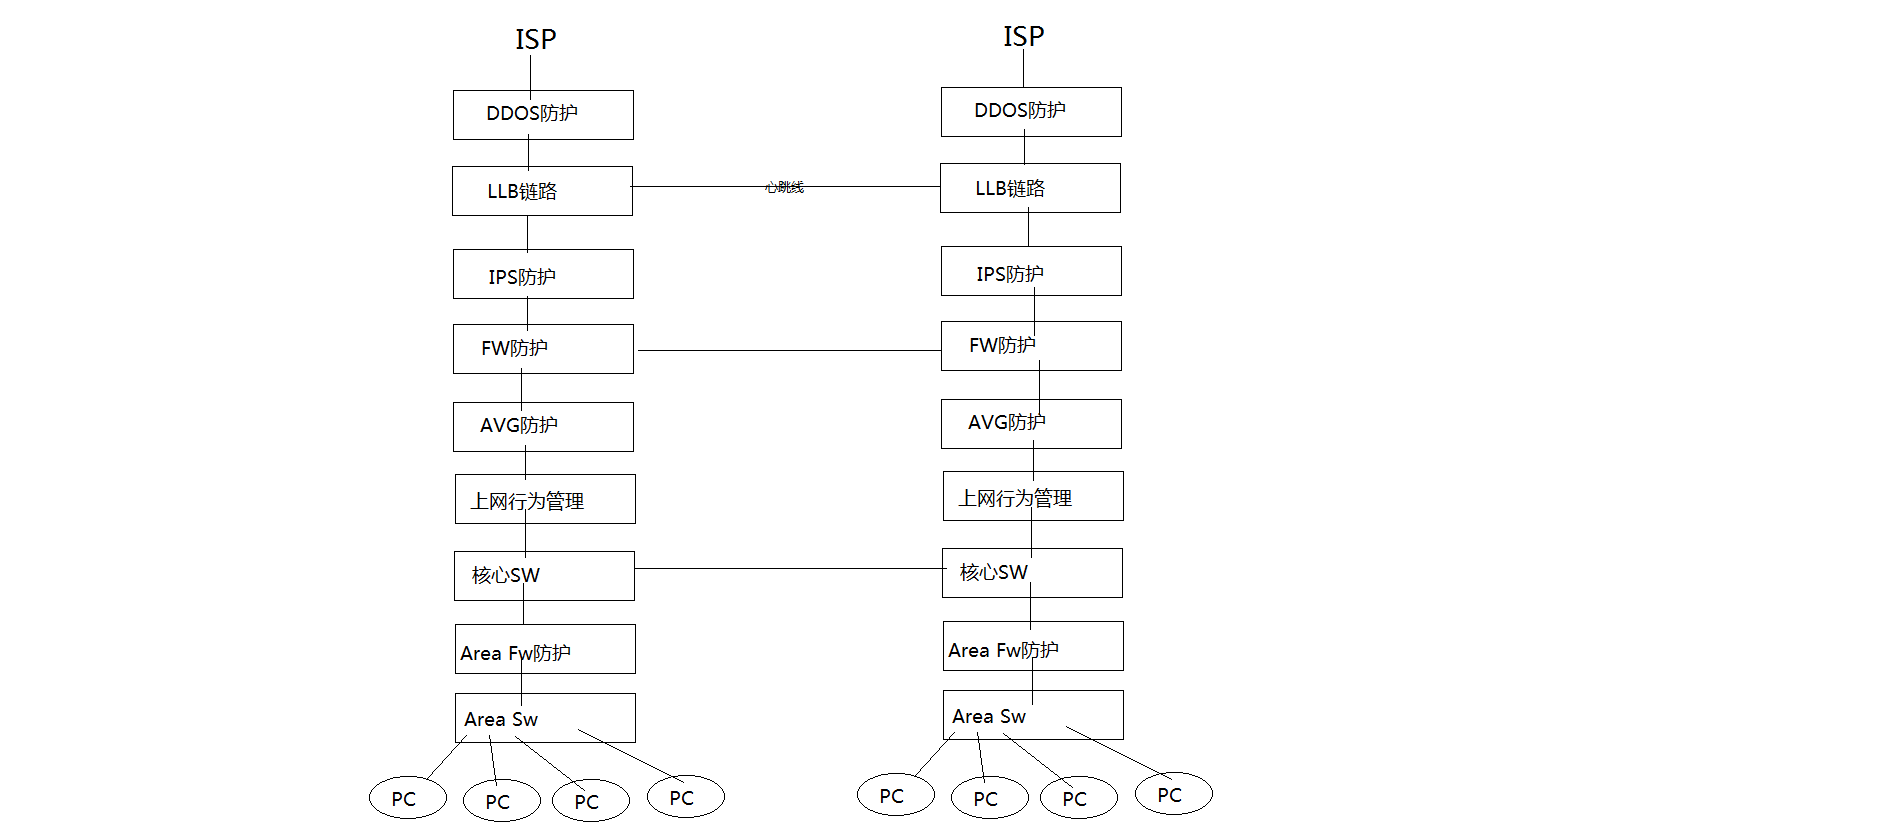 ISP
ISP
DDOS防护
DDOS防护
LLB链路
心跳线
LLB链路
IPS防护
IPS防护
FW防护
FW防护
AVG防护
AVG防护
上网行为管理
上网行为管理
核心SW
核心SW
Area Fw防护
Area Fw防护
Area Sw
Area Sw
PC
PC
PC
PC
PC
PC
PC
PC